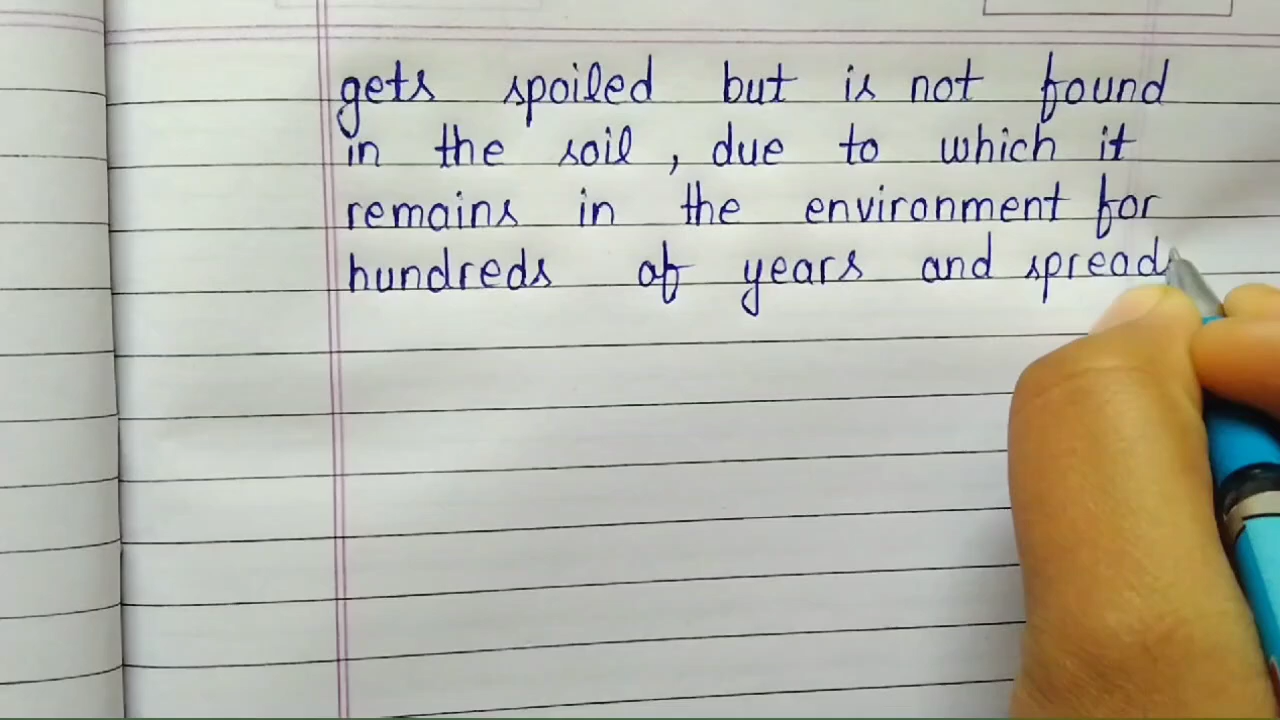 gets spoiled but is not found
in the soil, due to which it
remains in the environment for
hundreds of years and spreads